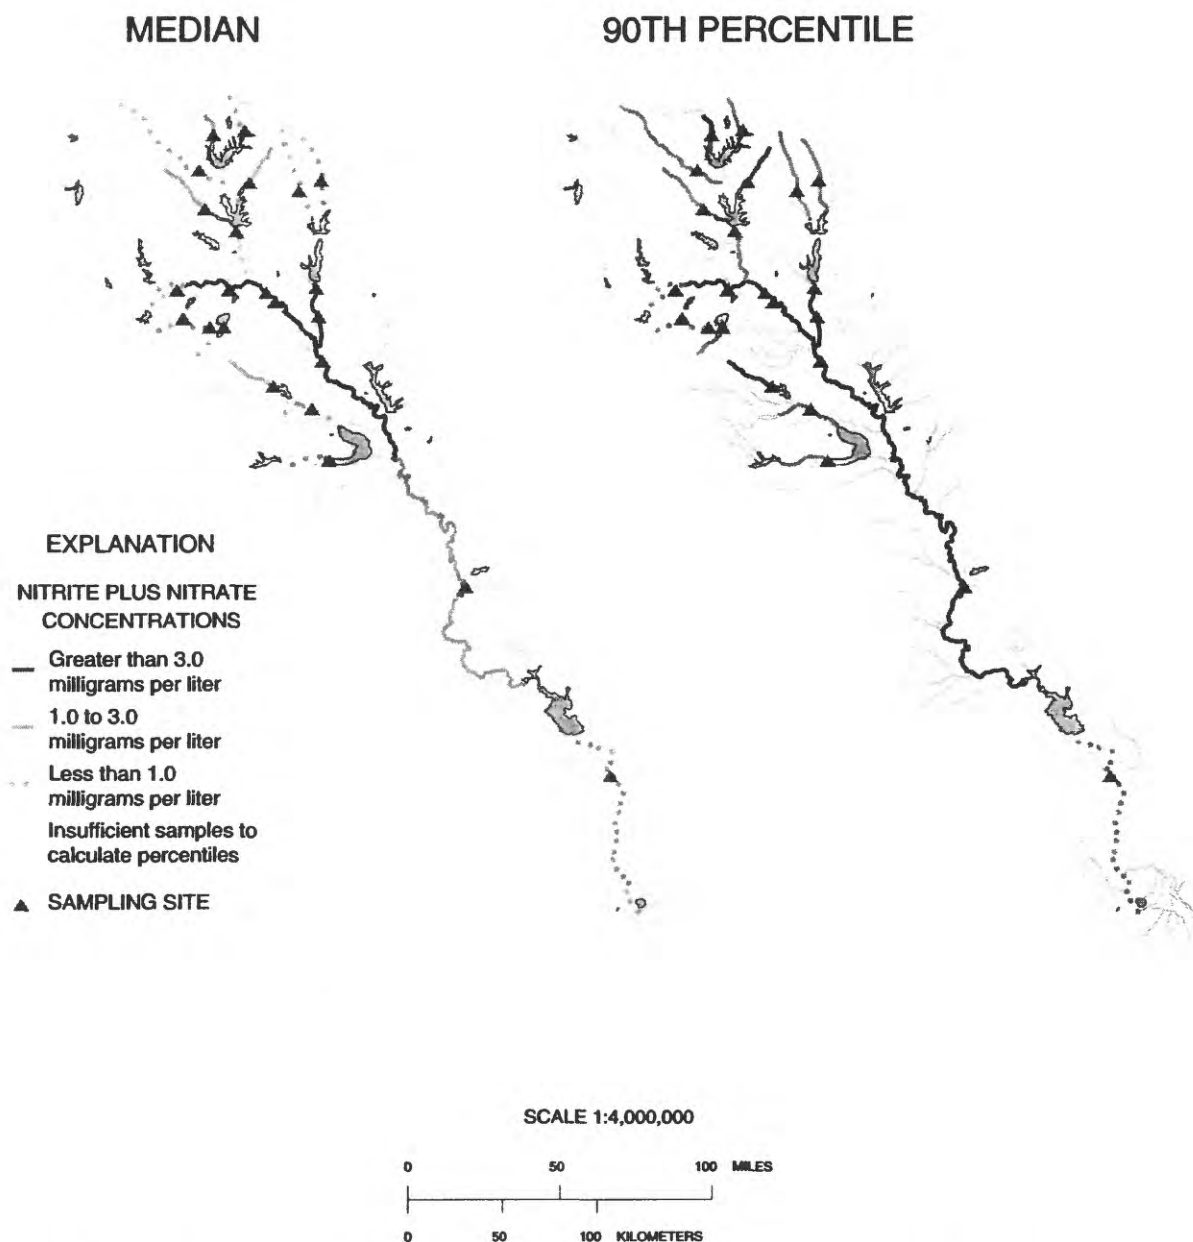 MEDIAN
90TH PERCENTILE
EXPLANATION
NITRITE PLUS NITRATE
CONCENTRATIONS
Greater than 3.0
milligrams per liter
1.0 to 3.0
milligrams per liter
Less than 1.0
milligrams per liter
Insufficient samples to
calculate percentiles
SAMPLING SITE
SCALE 1:4,000,000
0 50 100 MILES
0 50 100 KILOMETERS